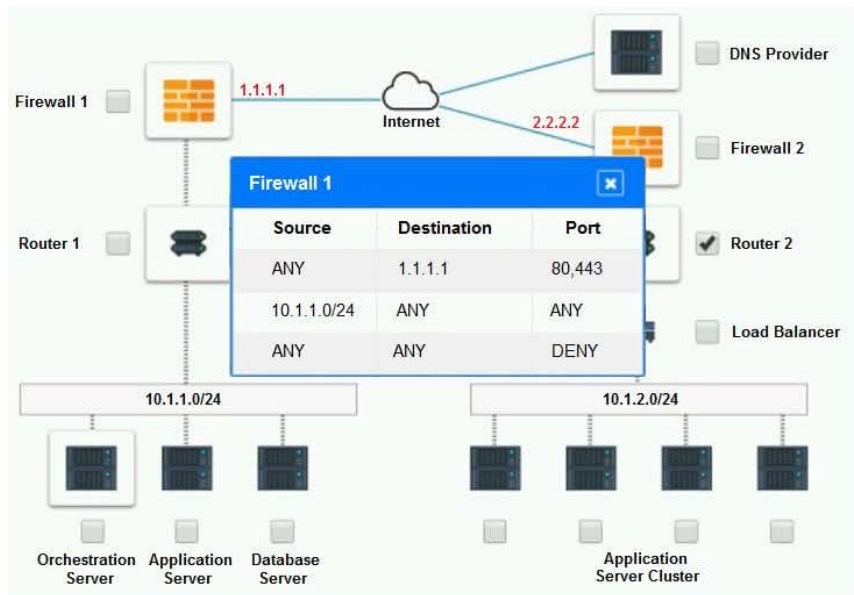 DNS Provider
Firewall 1
1.1.1.1
Internet
2.2.2.2
Firewall 2
Firewall 1
Source Destination Port
ANY 1.1.1.1 80,443
10.1.1.0/24 ANY ANY
ANY ANY DENY
Router 1
Router 2
Load Balancer
10.1.1.0/24
10.1.2.0/24
Orchestration
Server
Application
Server
Database
Server
Application
Server Cluster